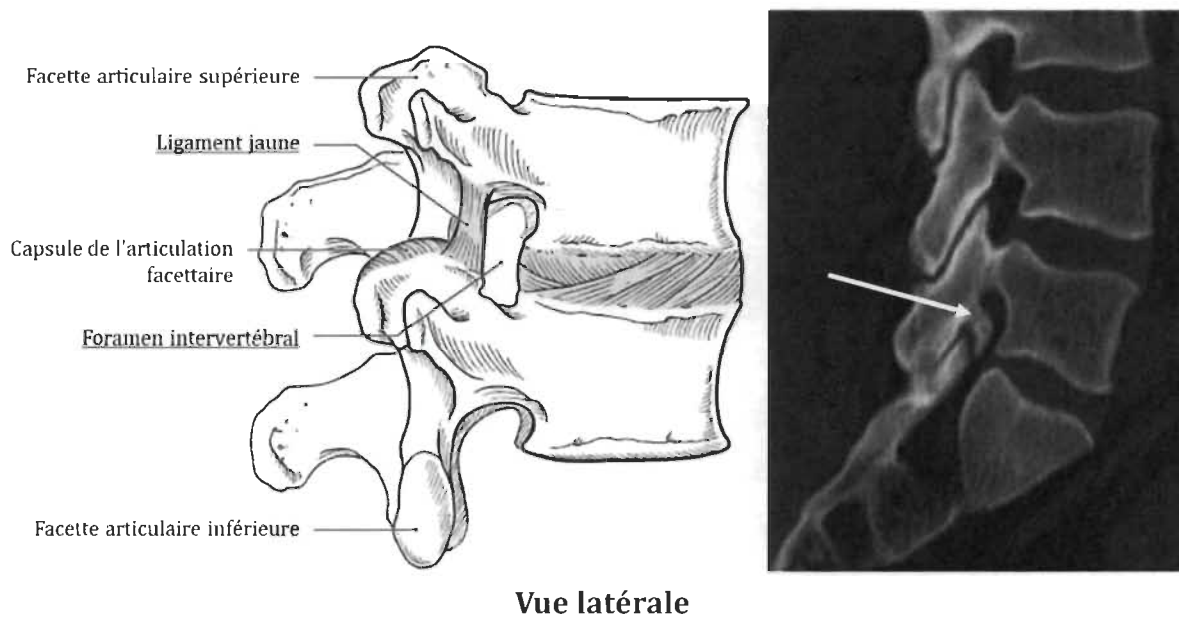 Facette articulaire supérieure
Ligament jaune
Capsule de l'articulation
facettaire
Foramen intervertébral
Facette articulaire inférieure
Vue latérale